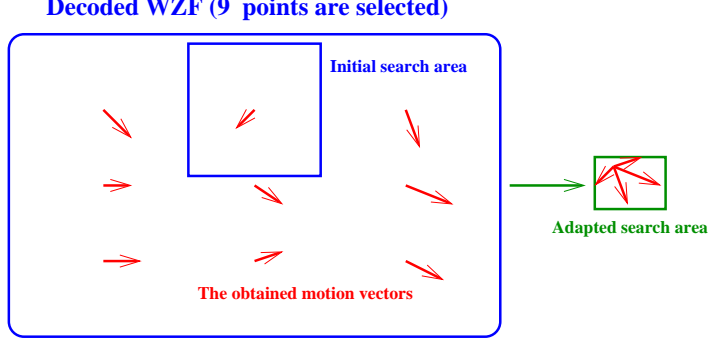 Decoded WZF (9 points are selected)
Initial search area
Adapted search area
The obtained motion vectors